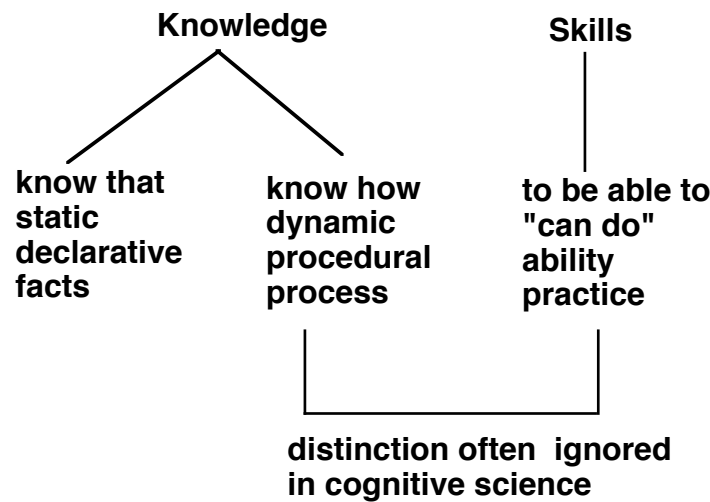 Knowledge
Skills
know that
static
declarative
facts
know how
dynamic
procedural
process
to be able to
"can do"
ability
practice
distinction often ignored
in cognitive science